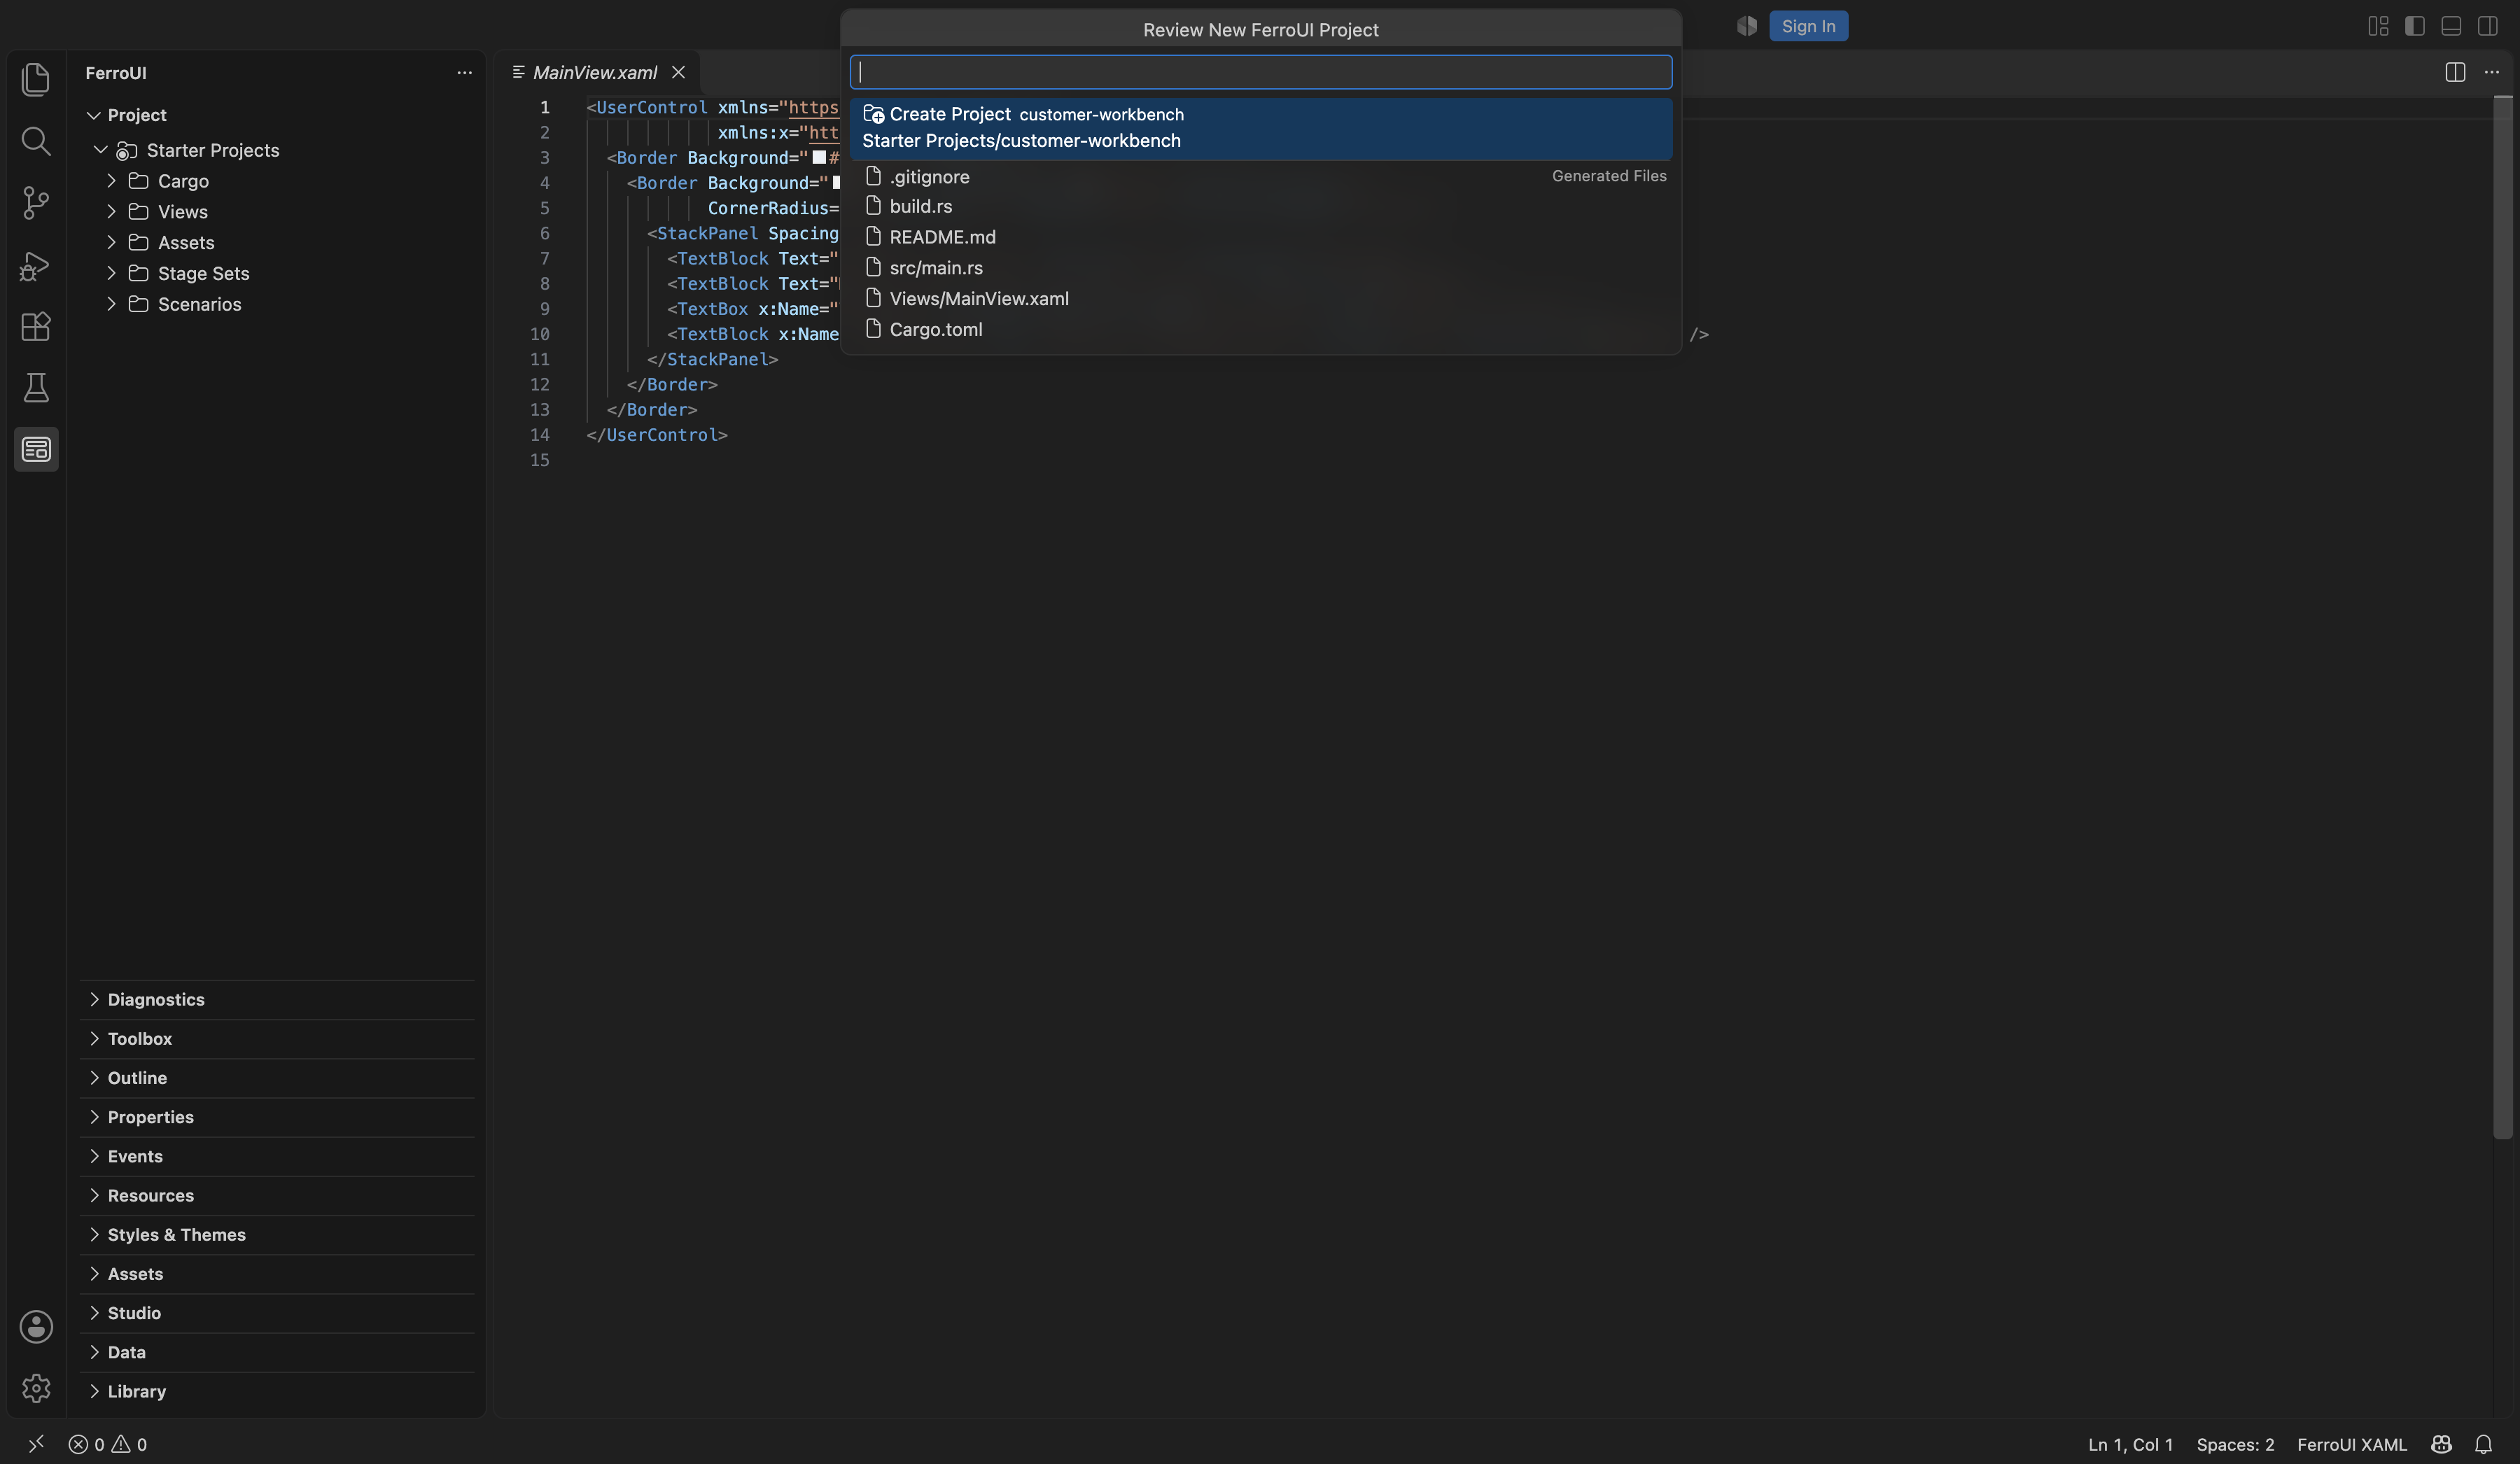 Review New FerroUI Project
Sign In
FerroUI
Project
Starter Projects
Cargo
Views
Assets
Stage Sets
Scenarios
Diagnostics
Toolbox
Outline
Properties
Events
Resources
Styles & Themes
Assets
Studio
Data
Library
MainView.xaml
Create Project customer-workbench
Starter Projects/customer-workbench
.gitignore
Generated Files
build.rs
README.md
src/main.rs
Views/MainView.xaml
Cargo.toml
1 <UserControl xmlns="https
2 xmlns:x="htt
3 <Border Background="#
4 <Border Background="
5 CornerRadius=
6 <StackPanel Spacing
7 <TextBlock Text="
8 <TextBlock Text="
9 <TextBox x:Name="
10 <TextBlock x:Name />
11 </StackPanel>
12 </Border>
13 </Border>
14 </UserControl>
15
0 0
Ln 1, Col 1 Spaces: 2 FerroUI XAML